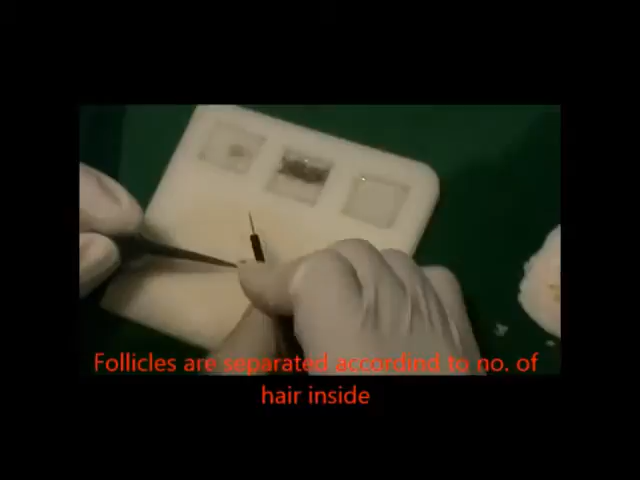 Follicles are separated accordind to no. of
hair inside